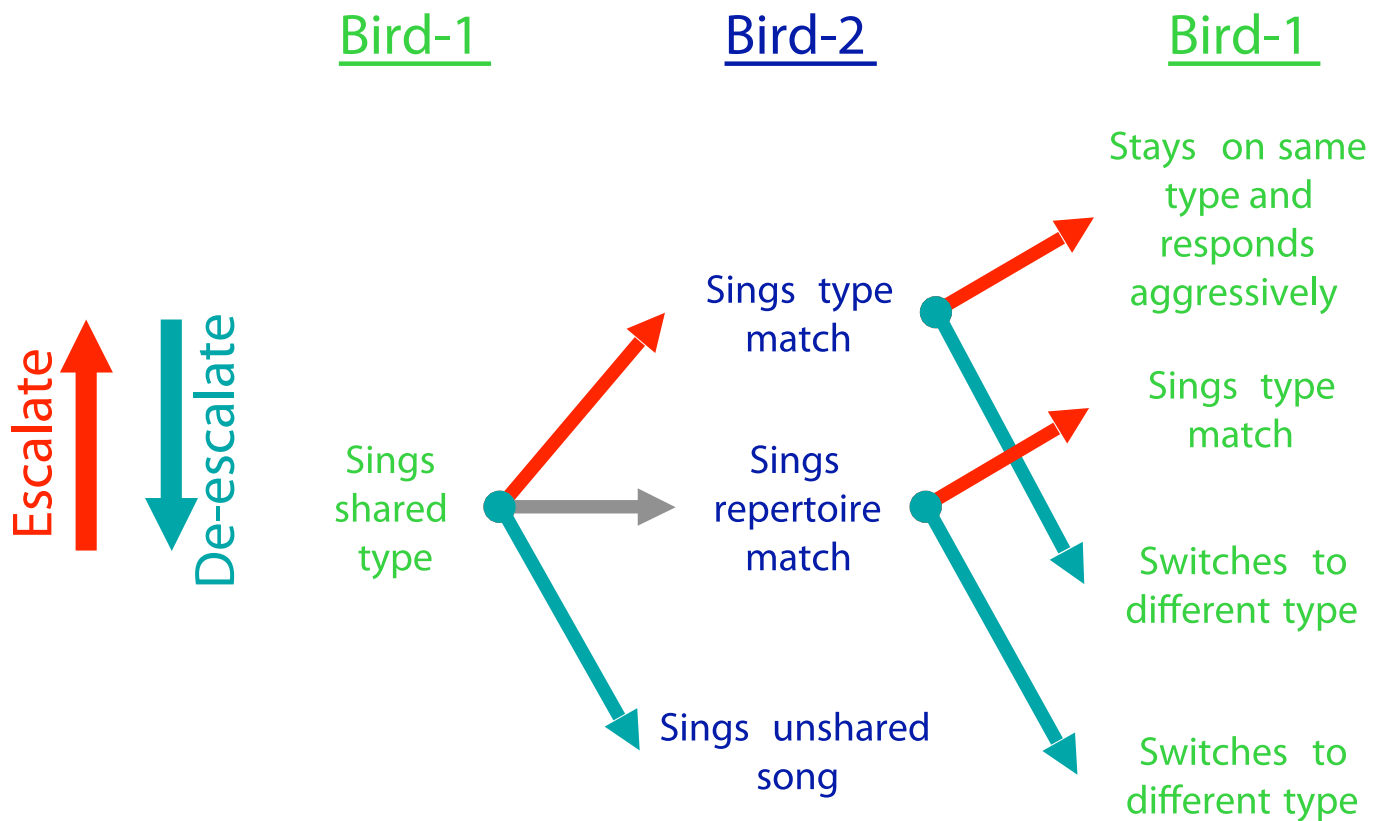 Bird-1
Bird-2
Bird-1
Escalate
De-escalate
Sings
shared
type
Sings type
match
Sings
repertoire
match
Sings unshared
song
Stays on same
type and
responds
aggressively
Sings type
match
Switches to
different type
Switches to
different type